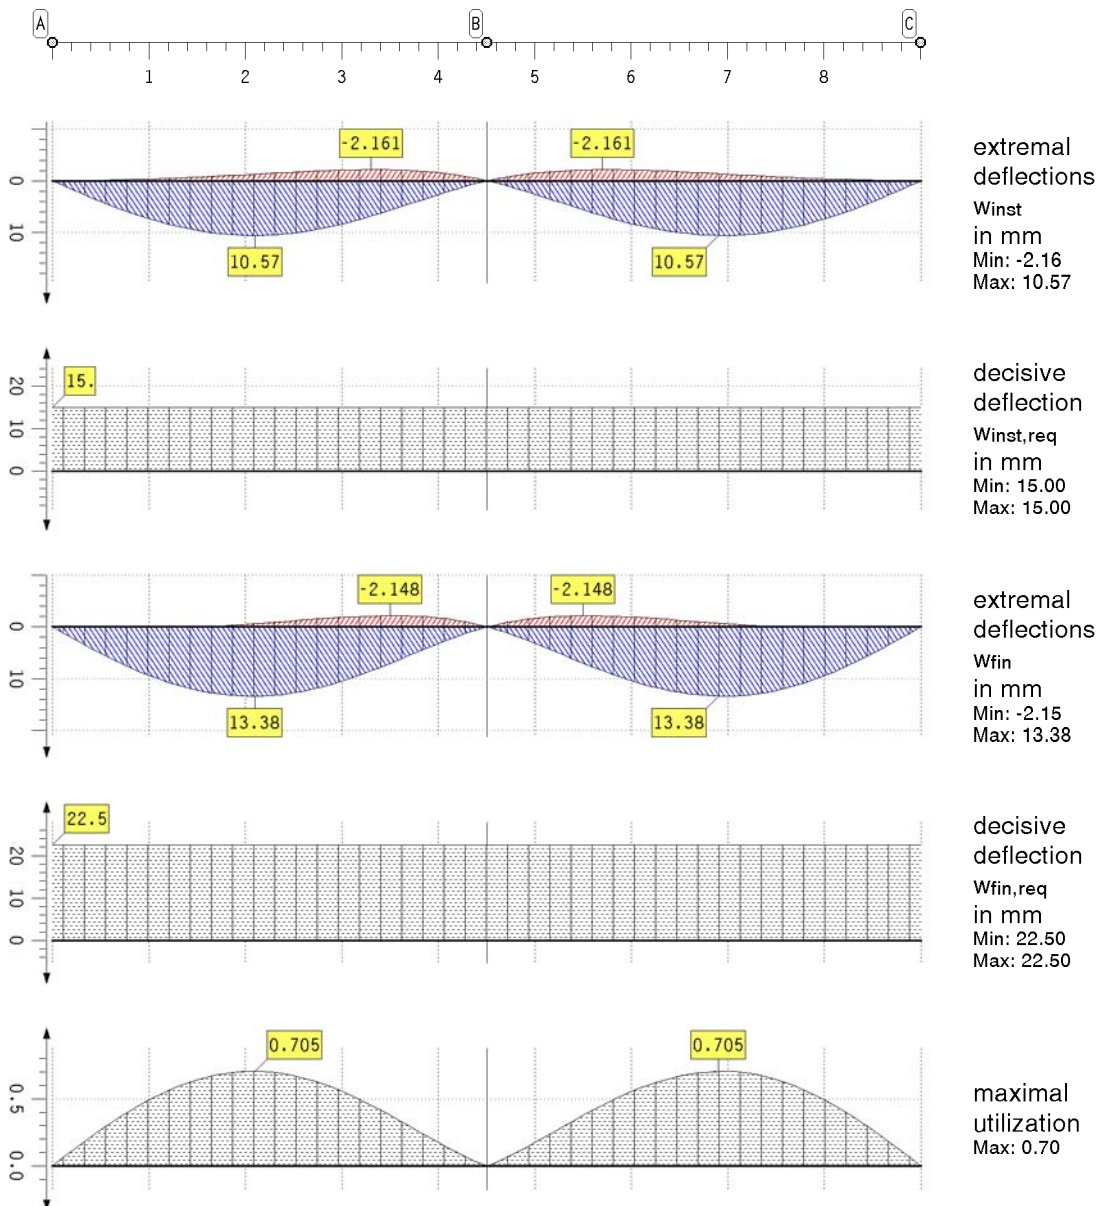 A B C
1 2 3 4 5 6 7 8
-2.161 -2.161
0
10
10.57 10.57
extremal
deflections
Winst
in mm
Min: -2.16
Max: 10.57
15.
20
10
0
decisive
deflection
Winst,req
in mm
Min: 15.00
Max: 15.00
-2.148 -2.148
0
10
13.38 13.38
extremal
deflections
Wfin
in mm
Min: -2.15
Max: 13.38
22.5
20
10
0
decisive
deflection
Wfin,req
in mm
Min: 22.50
Max: 22.50
0.705 0.705
0.5
0.0
maximal
utilization
Max: 0.70